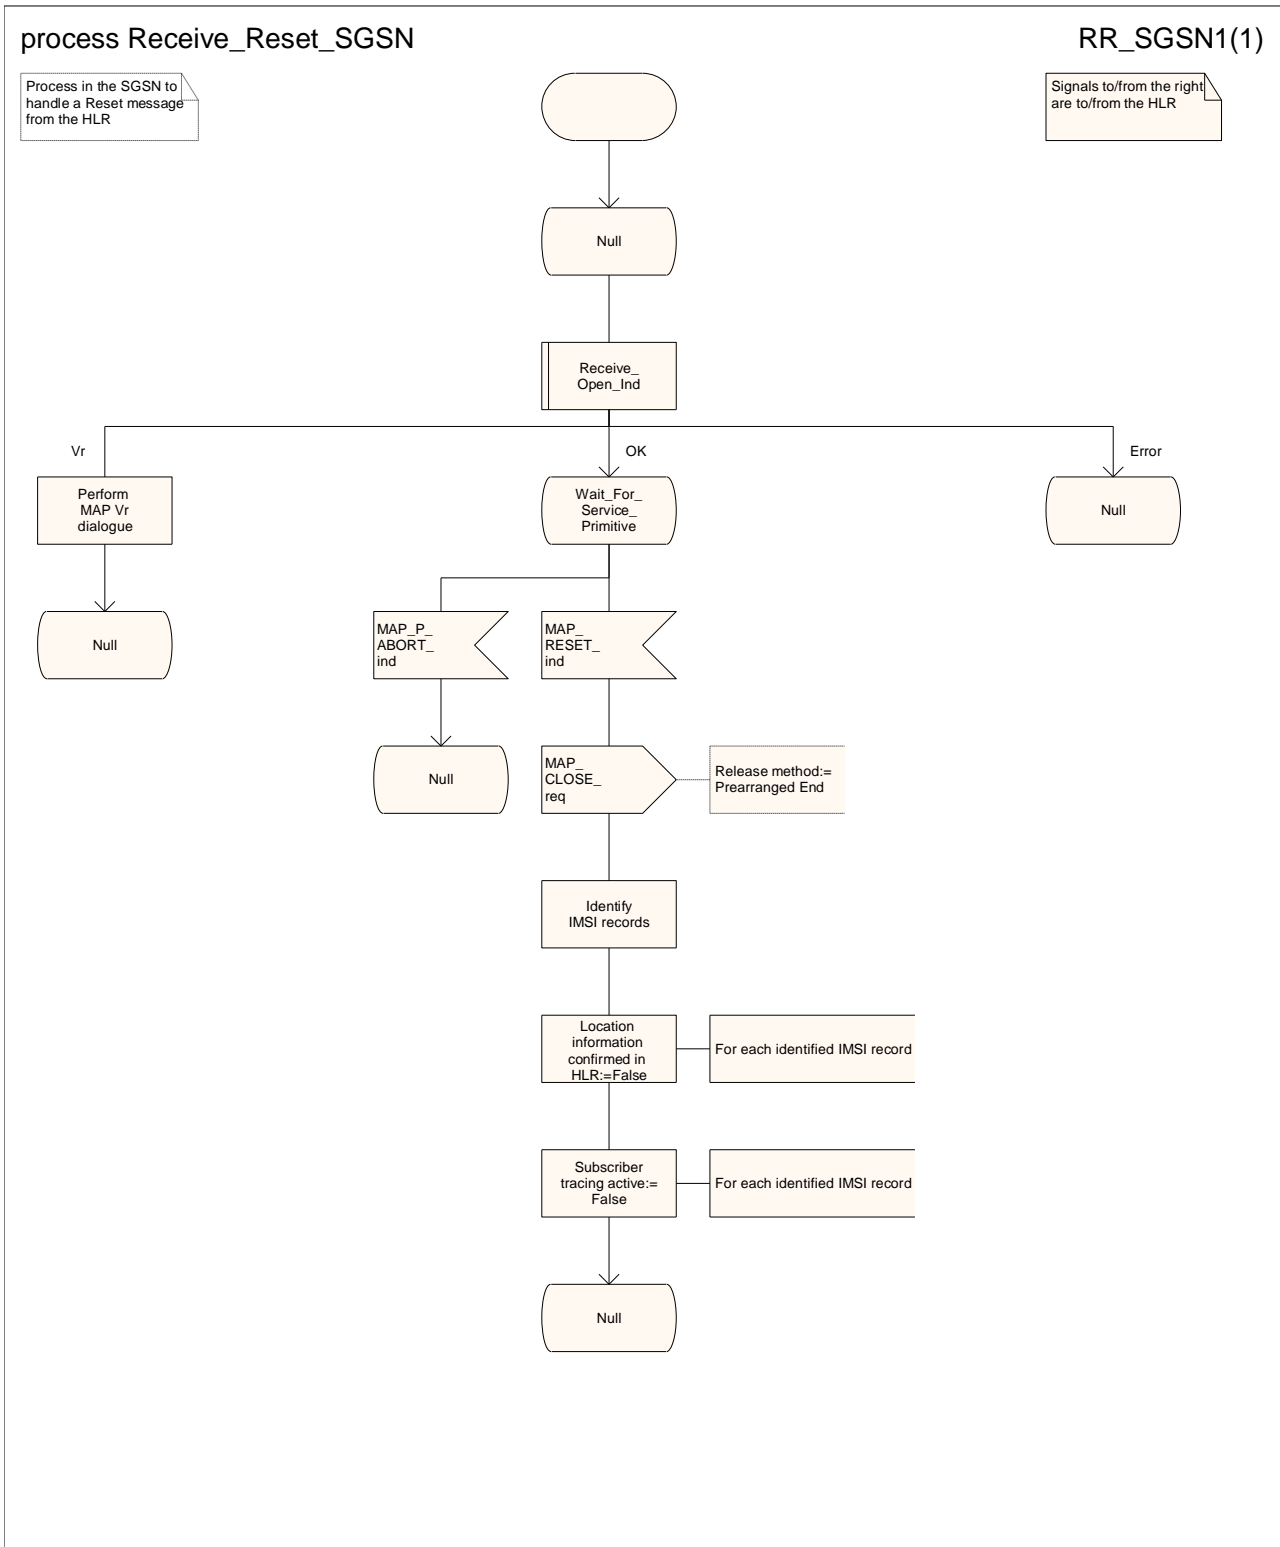 process Receive_Reset_SGSN
RR_SGSN1(1)
Process in the SGSN to
handle a Reset message
from the HLR
Signals to/from the right
are to/from the HLR
Null
Receive_
Open_Ind
Vr
OK
Error
Perform
MAP Vr
dialogue
Wait_For_
Service_
Primitive
Null
Null
MAP_P_
ABORT_
ind
MAP_
RESET_
ind
Null
MAP_
CLOSE_
req
Release method:=
Prearranged End
Identify
IMSI records
Location
information
confirmed in
HLR:=False
For each identified IMSI record
Subscriber
tracing active:=
False
For each identified IMSI record
Null